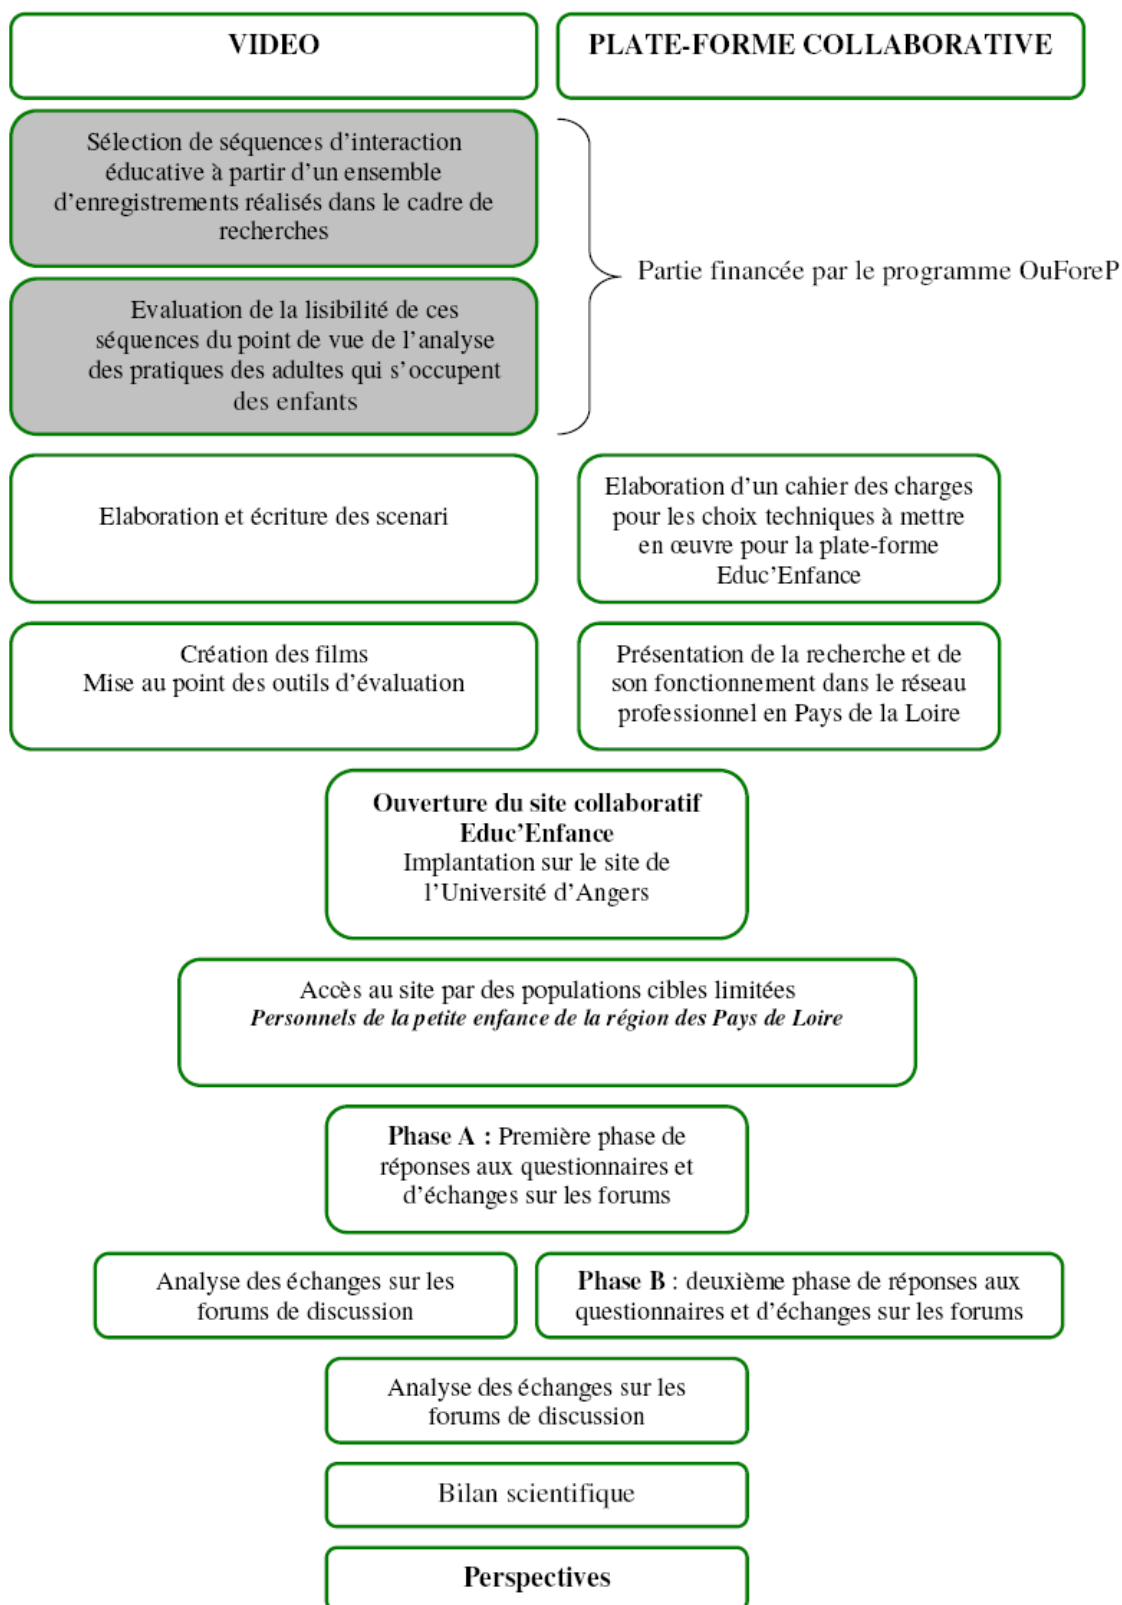 VIDEO
PLATE-FORME COLLABORATIVE
Sélection de séquences d'interaction
éducative à partir d'un ensemble
d'enregistrements réalisés dans le cadre de
recherches
Partie financée par le programme OuForeP
Evaluation de la lisibilité de ces
séquences du point de vue de l'analyse
des pratiques des adultes qui s'occupent
des enfants
Elaboration et écriture des scenari
Elaboration d'un cahier des charges
pour les choix techniques à mettre
en œuvre pour la plate-forme
Educ'Enfance
Création des films
Mise au point des outils d'évaluation
Présentation de la recherche et de
son fonctionnement dans le réseau
professionnel en Pays de la Loire
Ouverture du site collaboratif
Educ'Enfance
Implantation sur le site de
l'Université d'Angers
Accès au site par des populations cibles limitées
Personnels de la petite enfance de la région des Pays de Loire
Phase A : Première phase de
réponses aux questionnaires et
d'échanges sur les forums
Analyse des échanges sur les
forums de discussion
Phase B : deuxième phase de réponses aux
questionnaires et d'échanges sur les forums
Analyse des échanges sur les
forums de discussion
Bilan scientifique
Perspectives